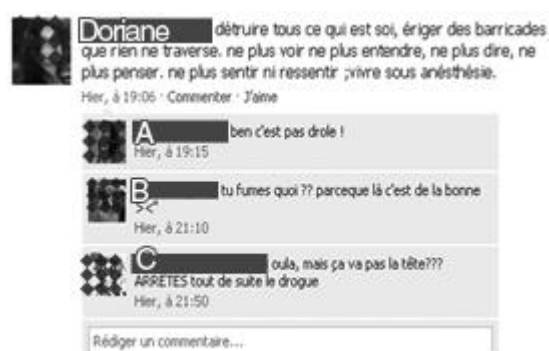 Doriane détruire tous ce qui est soi, ériger des barricades
que rien ne traverse. ne plus voir ne plus entendre, ne plus dire, ne
plus penser. ne plus sentir ni ressentir ;vivre sous anésthésie.
Hier, à 19:06 · Commenter · J'aime
A ben c'est pas drole !
Hier, à 19:15
B tu fumes quoi ?? parceque là c'est de la bonne
><
Hier, à 21:10
C oula, mais ça va pas la tête???
ARRETES tout de suite le drogue
Hier, à 21:50
Rédiger un commentaire...